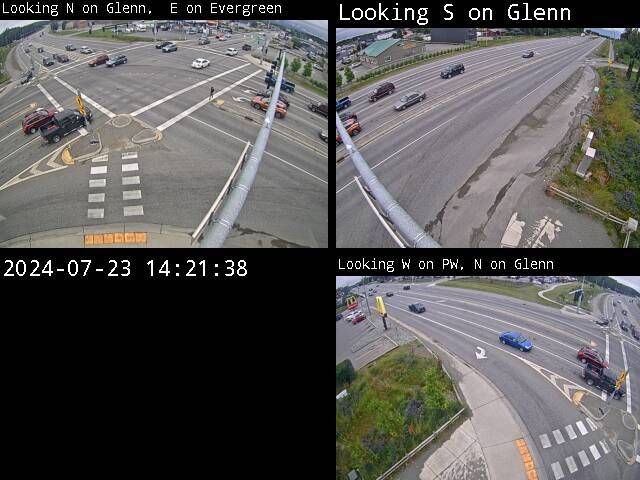 Looking N on Glenn, E on Evergreen
Looking S on Glenn
2024-07-23 14:21:38
Looking W on PW, N on Glenn